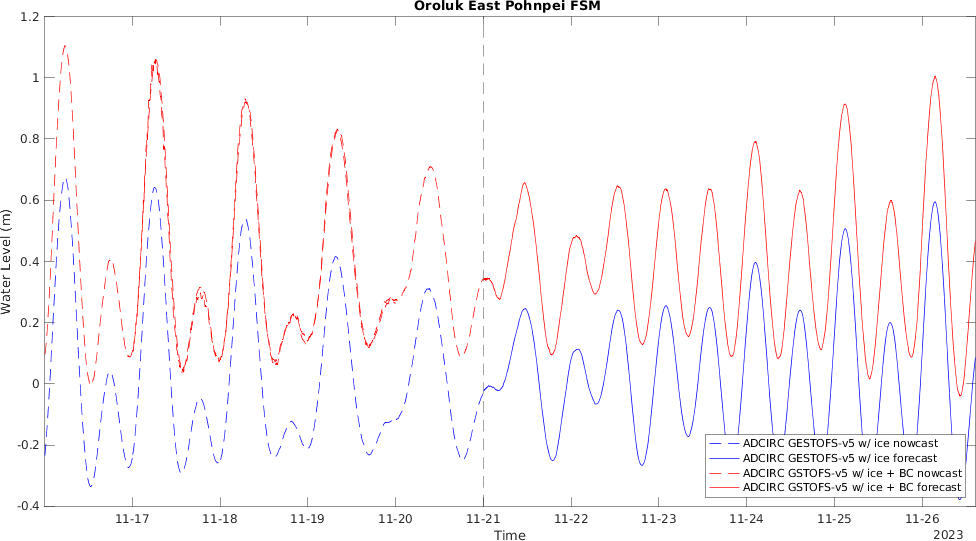 Oroluk East Pohnpei FSM
1.2
1
0.8
0.6
0.4
0.2
0
-0.2
-0.4
Water Level (m)
ADCIRC GESTOFS-v5 w/ ice nowcast
ADCIRC GESTOFS-v5 w/ ice forecast
ADCIRC GSTOFS-v5 w/ ice + BC nowcast
ADCIRC GSTOFS-v5 w/ ice + BC forecast
11-17 11-18 11-19 11-20 11-21 11-22 11-23 11-24 11-25 11-26
Time
2023